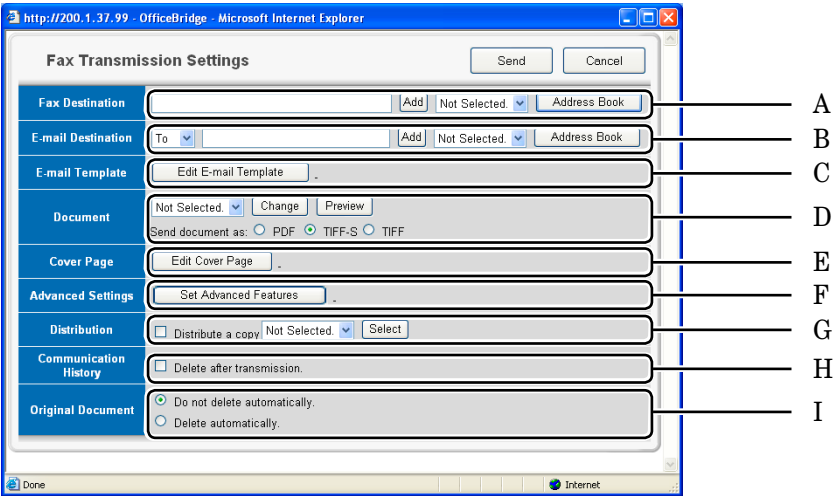 http://200.1.37.99 - OfficeBridge - Microsoft Internet Explorer
Fax Transmission Settings Send Cancel
Fax Destination Add Not Selected. Address Book A
E-mail Destination To Add Not Selected. Address Book B
E-mail Template Edit E-mail Template - C
Not Selected. Change Preview
Document D
Send document as: PDF TIFF-S TIFF
Cover Page Edit Cover Page - E
Advanced Settings Set Advanced Features - F
Distribution Distribute a copy Not Selected. Select G
Communication
History Delete after transmission. H
Do not delete automatically.
Original Document I
Delete automatically.
Done Internet